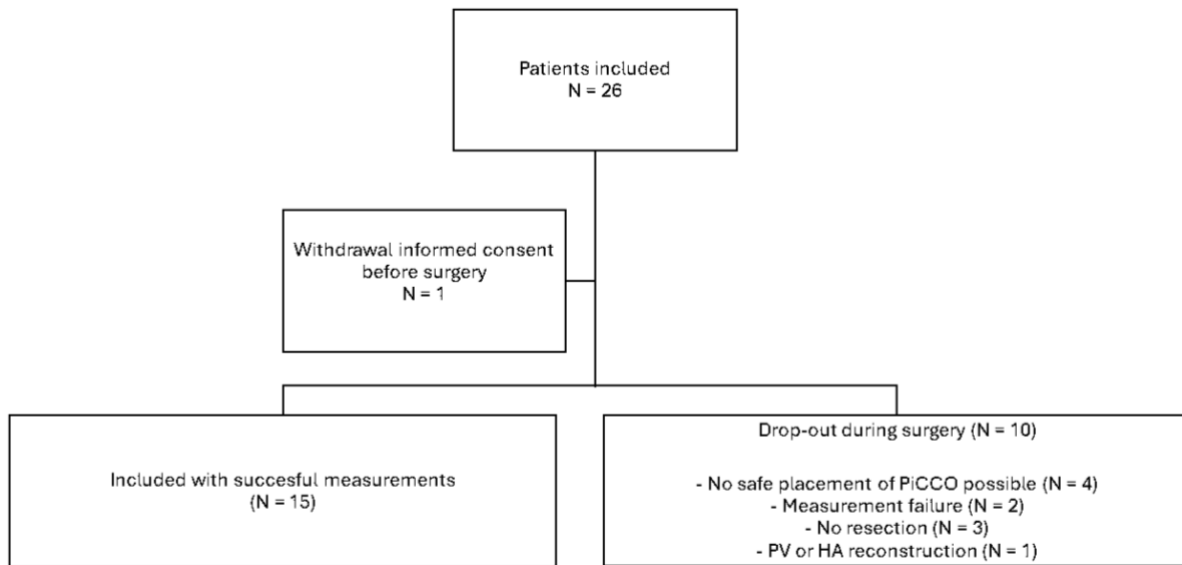 Patients included
N = 26
Withdrawal informed consent
before surgery
N = 1
Included with succesful measurements
(N = 15)
Drop-out during surgery (N = 10)
- No safe placement of PiCCO possible (N = 4)
- Measurement failure (N = 2)
- No resection (N = 3)
- PV or HA reconstruction (N = 1)